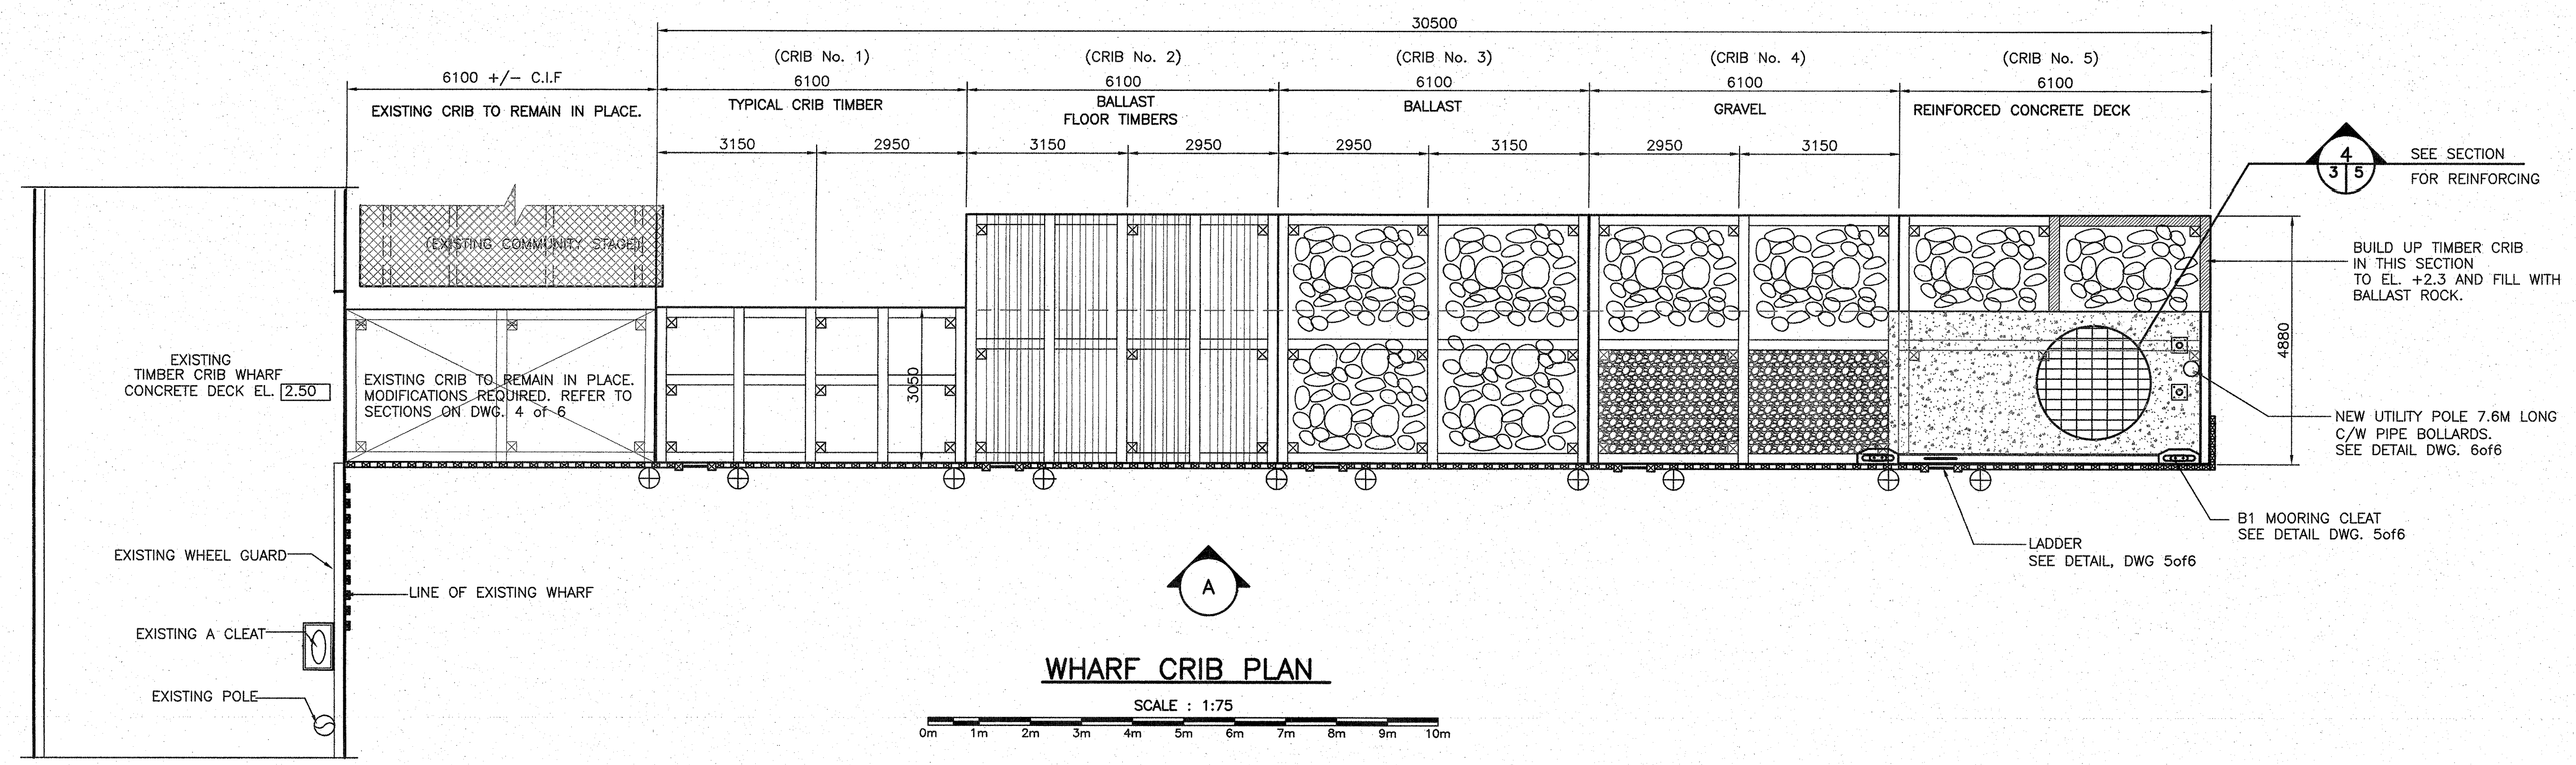 30500
(CRIB No. 1)
(CRIB No. 2)
(CRIB No. 3)
(CRIB No. 4)
(CRIB No. 5)
6100 +/- C.I.F
6100
6100
6100
6100
6100
EXISTING CRIB TO REMAIN IN PLACE.
TYPICAL CRIB TIMBER
BALLAST
FLOOR TIMBERS
BALLAST
GRAVEL
REINFORCED CONCRETE DECK
3150
2950
3150
2950
2950
3150
2950
3150
4
3
5
SEE SECTION
FOR REINFORCING
(EXISTING COMMUNITY STAGE)
BUILD UP TIMBER CRIB
IN THIS SECTION
TO EL. +2.3 AND FILL WITH
BALLAST ROCK.
4880
3050
EXISTING
TIMBER CRIB WHARF
CONCRETE DECK EL. 2.50
EXISTING CRIB TO REMAIN IN PLACE.
MODIFICATIONS REQUIRED. REFER TO
SECTIONS ON DWG. 4 of 6
NEW UTILITY POLE 7.6M LONG
C/W PIPE BOLLARDS.
SEE DETAIL DWG. 6of6
B1 MOORING CLEAT
SEE DETAIL DWG. 5of6
LADDER
SEE DETAIL, DWG 5of6
EXISTING WHEEL GUARD
LINE OF EXISTING WHARF
EXISTING A CLEAT
EXISTING POLE
A
WHARF CRIB PLAN
SCALE : 1:75
0m 1m 2m 3m 4m 5m 6m 7m 8m 9m 10m